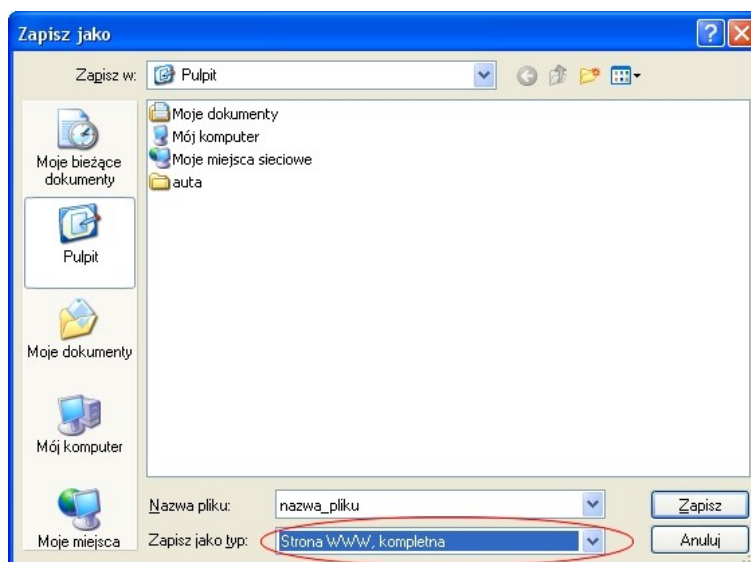 Zapisz jako
Zapisz w: Pulpit
Moje bieżące
dokumenty
Pulpit
Moje dokumenty
Mój komputer
Moje miejsca
Moje dokumenty
Mój komputer
Moje miejsca sieciowe
auta
Nazwa pliku: nazwa_pliku Zapisz
Zapisz jako typ: Strona WWW, kompletna Anuluj